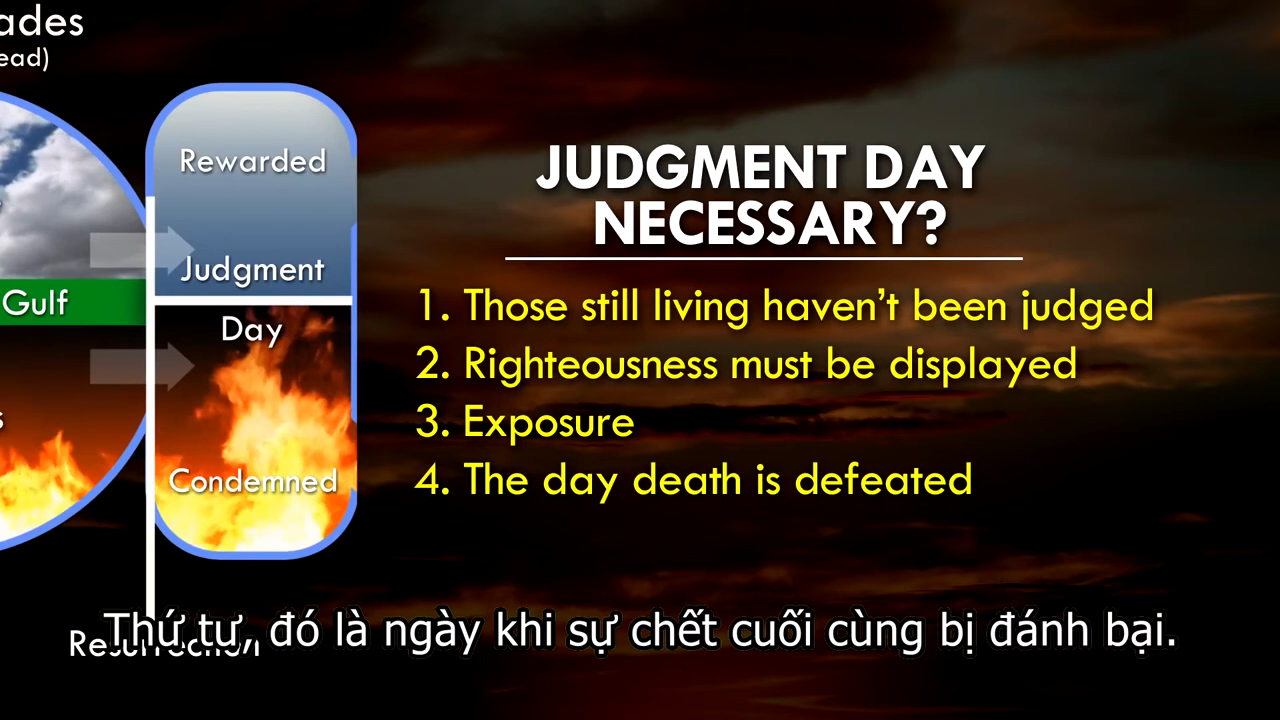 ades
ead)
Rewarded
Judgment
Gulf
Day
s
Condemned
JUDGMENT DAY
NECESSARY?
1. Those still living haven’t been judged
2. Righteousness must be displayed
3. Exposure
4. The day death is defeated
Resurrection
Thứ tư, đó là ngày khi sự chết cuối cùng bị đánh bại.